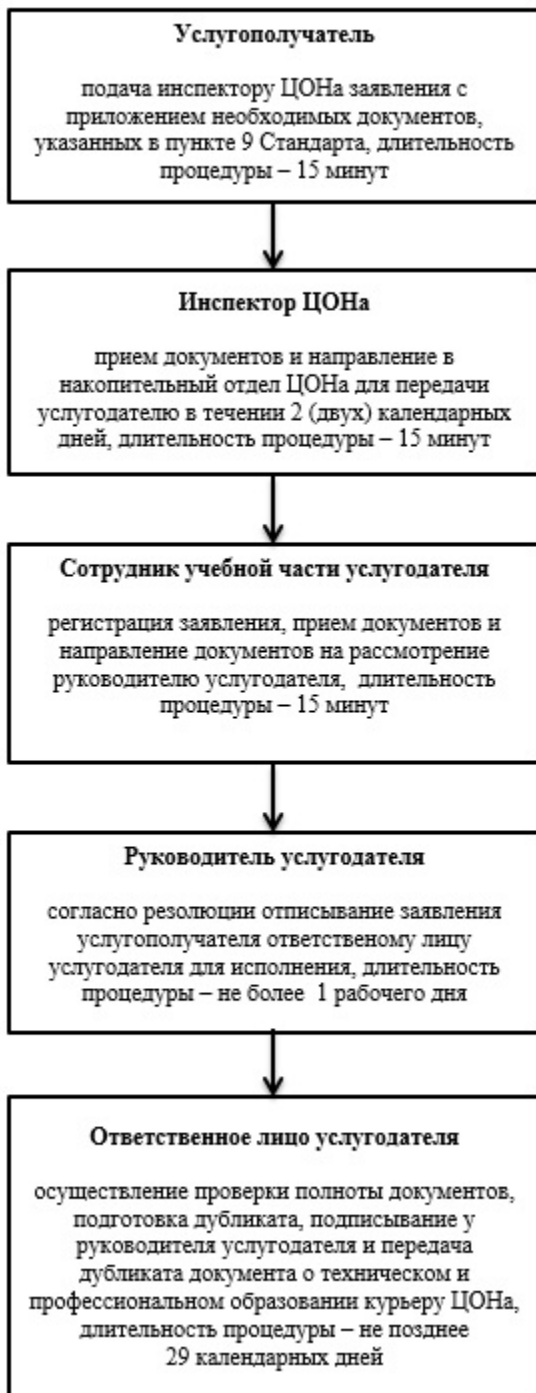 Услугополучатель
подача инспектору ЦОНа заявления с
приложением необходимых документов,
указанных в пункте 9 Стандарта, длительность
процедуры – 15 минут
Инспектор ЦОНа
прием документов и направление в
накопительный отдел ЦОНа для передачи
услугодателю в течении 2 (двух) календарных
дней, длительность процедуры – 15 минут
Сотрудник учебной части услугодателя
регистрация заявления, прием документов и
направление документов на рассмотрение
руководителю услугодателя, длительность
процедуры – 15 минут
Руководитель услугодателя
согласно резолюции отписывание заявления
услугополучателя ответственому лицу
услугодателя для исполнения, длительность
процедуры – не более 1 рабочего дня
Ответственное лицо услугодателя
осуществление проверки полноты документов,
подготовка дубликата, подписывание у
руководителя услугодателя и передача
дубликата документа о техническом и
профессиональном образовании курьеру ЦОНа,
длительность процедуры – не позднее
29 календарных дней